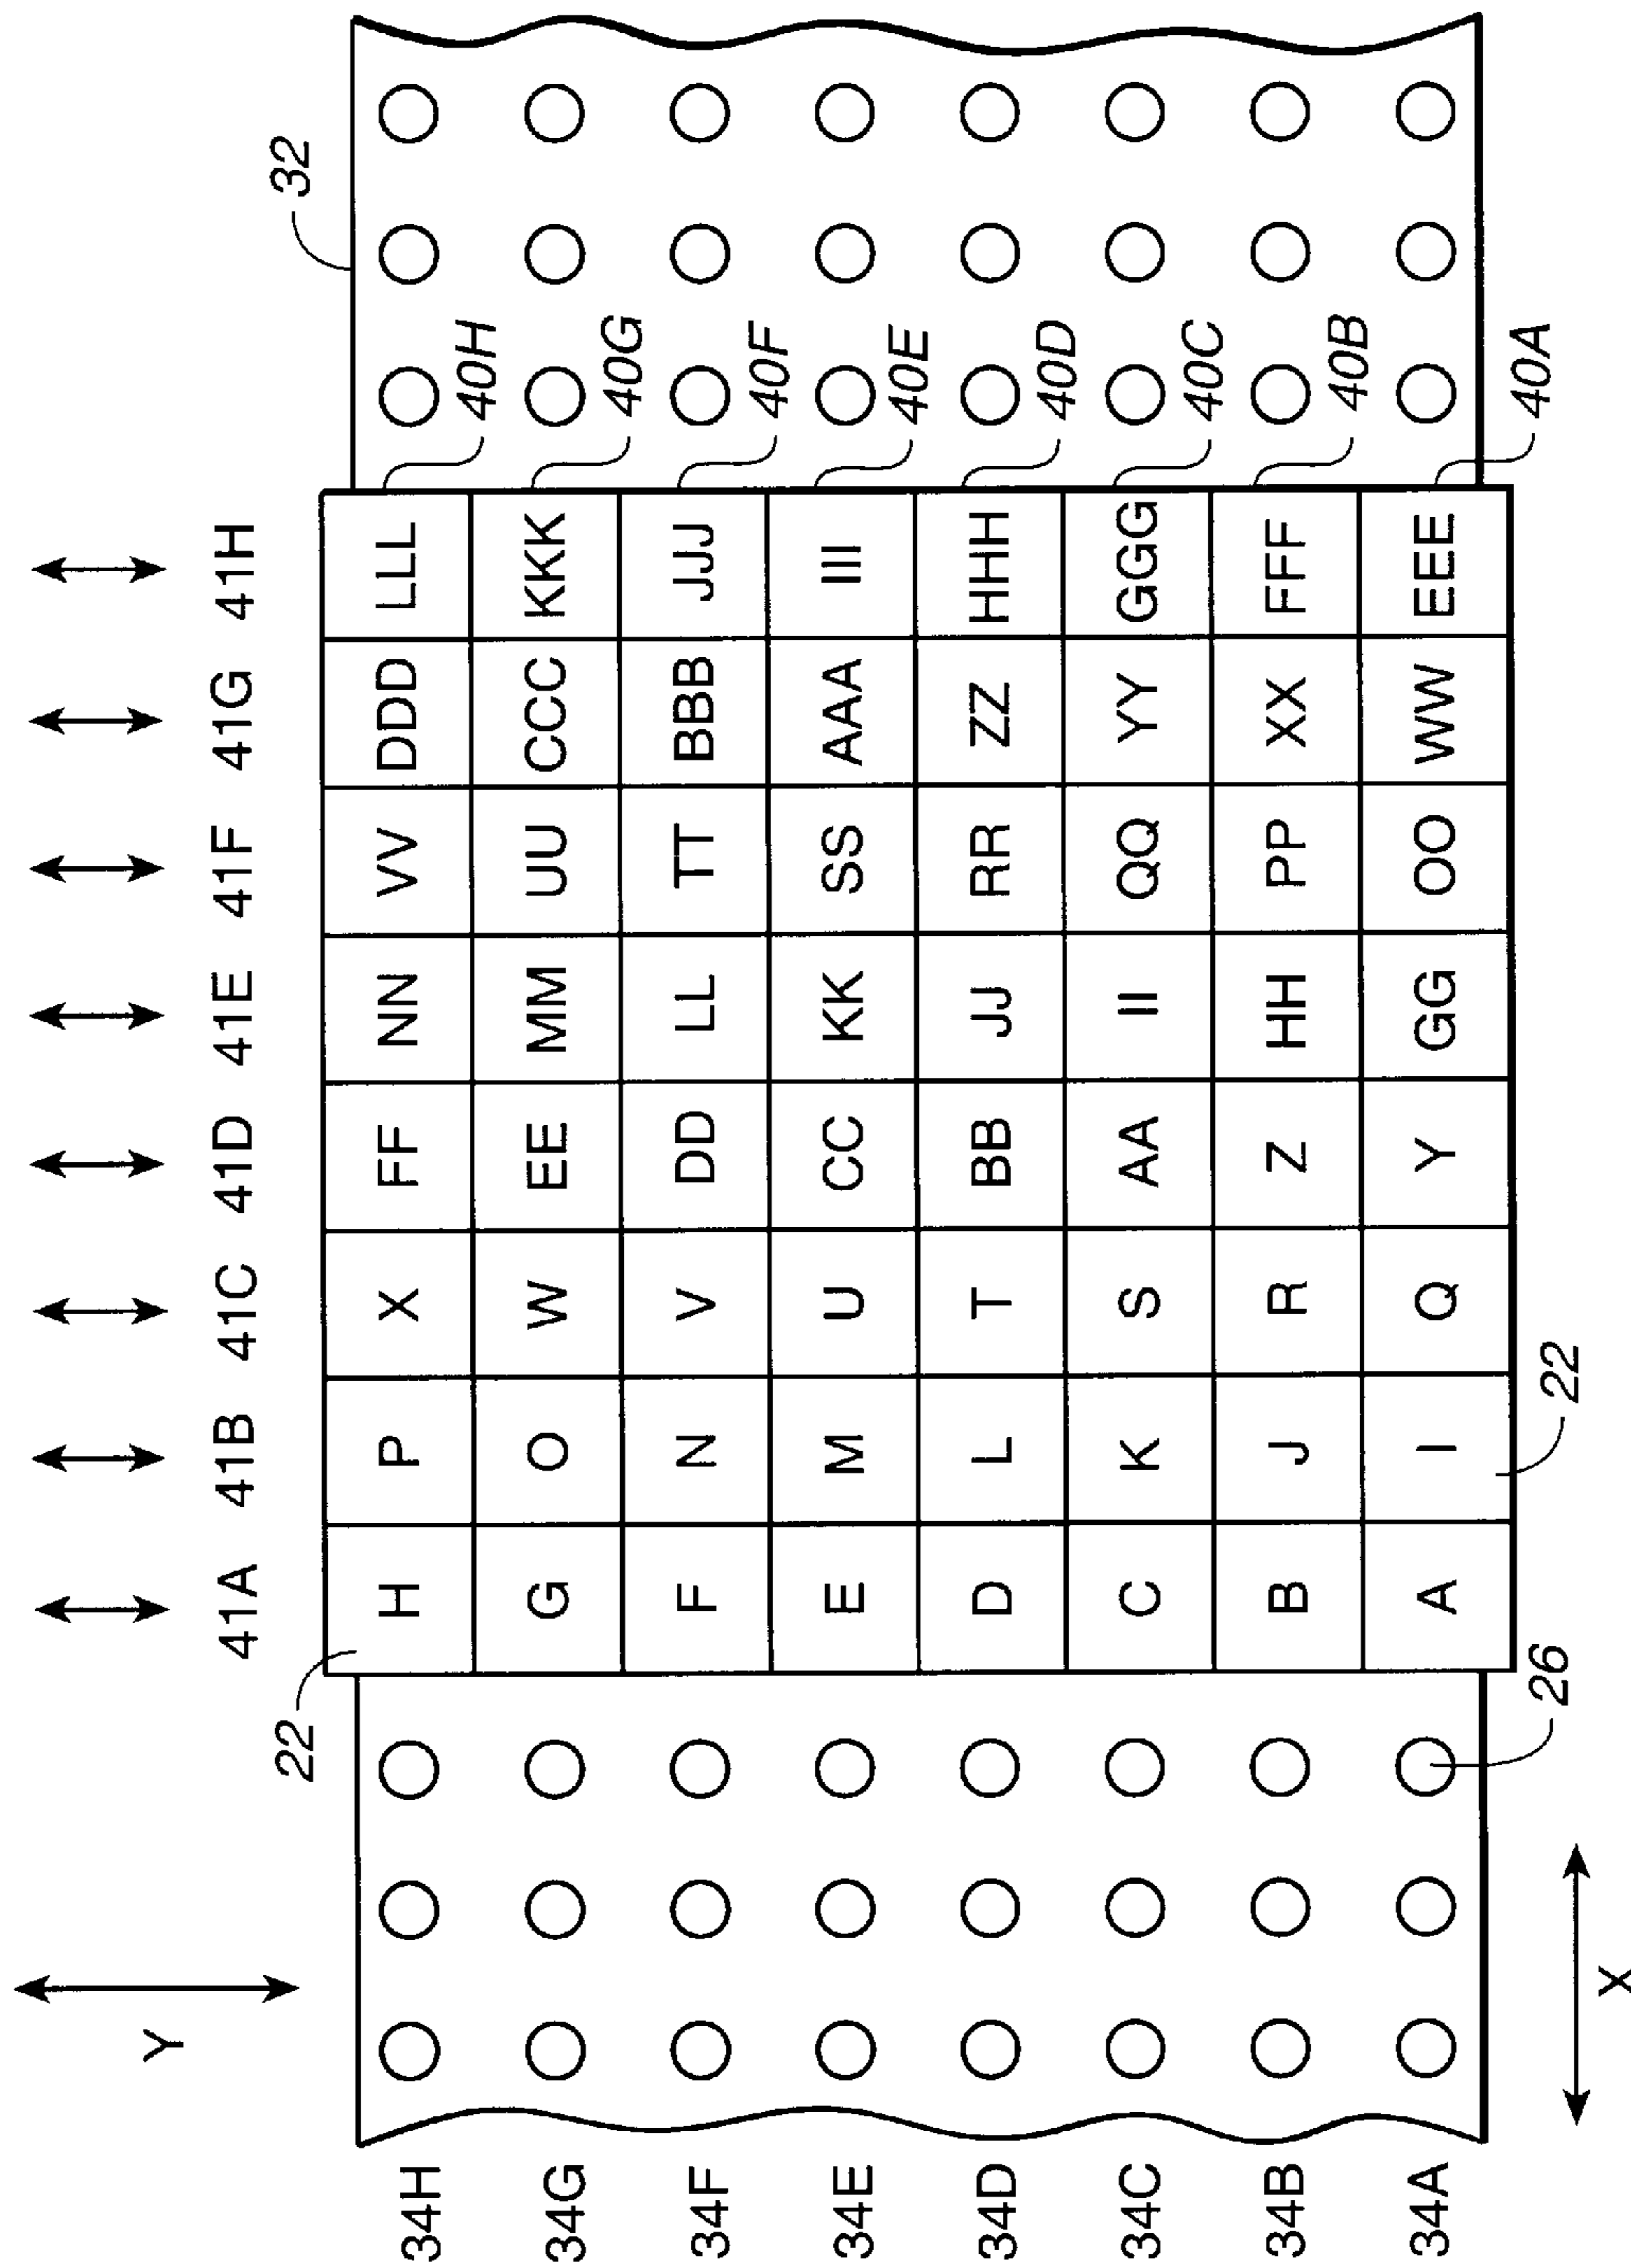 Y
41A 41B 41C 41D 41E 41F 41G 41H
22 32
34H H P X FF NN VV DDD LLL
40H
34G G O W EE MM UU CCC KKK
40G
34F F N V DD LL TT BBB JJJ
40F
34E E M U CC KK SS AAA III
40E
34D D L T BB JJ RR ZZ HHH
40D
34C C K S AA II QQ YY GGG
40C
34B B J R Z HH PP XX FFF
40B
34A A I Q Y GG OO WW EEE
40A
26 22
X